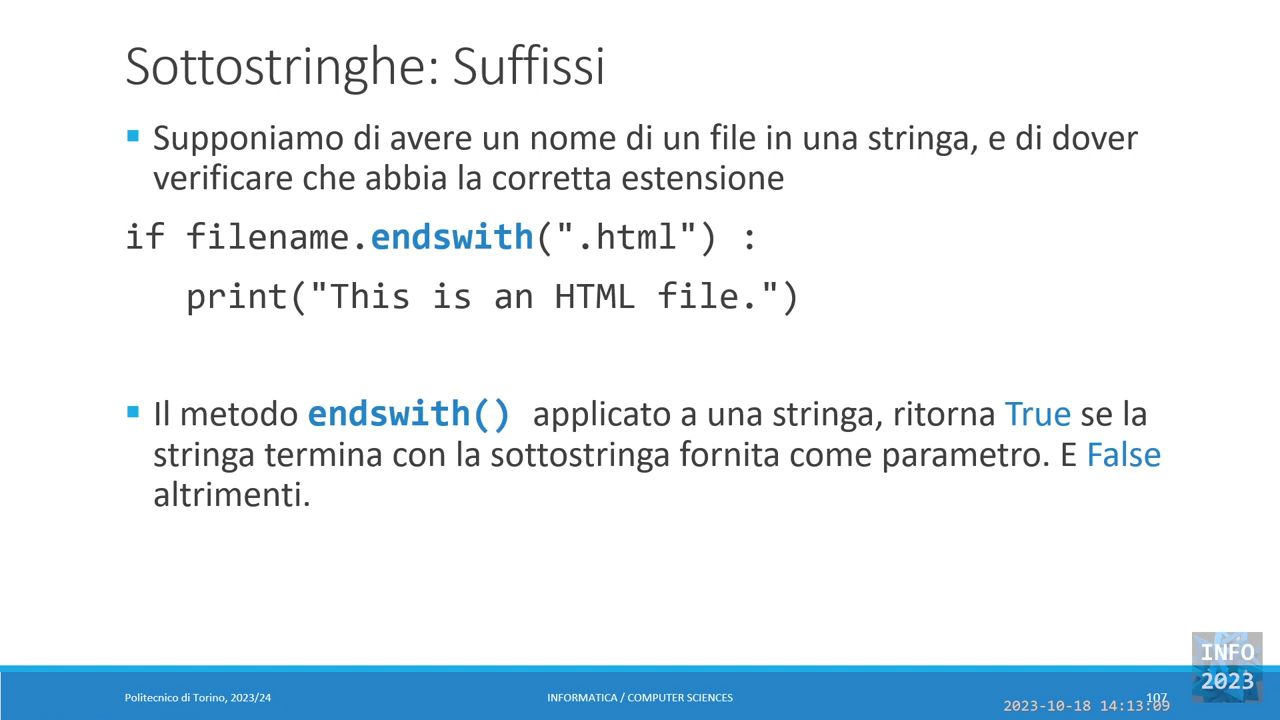 Sottostringhe: Suffissi
▪ Supponiamo di avere un nome di un file in una stringa, e di dover
verificare che abbia la corretta estensione
if filename.endswith(".html") :
print("This is an HTML file.")
▪ Il metodo endswith() applicato a una stringa, ritorna True se la
stringa termina con la sottostringa fornita come parametro. E False
altrimenti.
INFO
2023
Politecnico di Torino, 2023/24
INFORMATICA / COMPUTER SCIENCES
107
2023-10-18 14:13:09